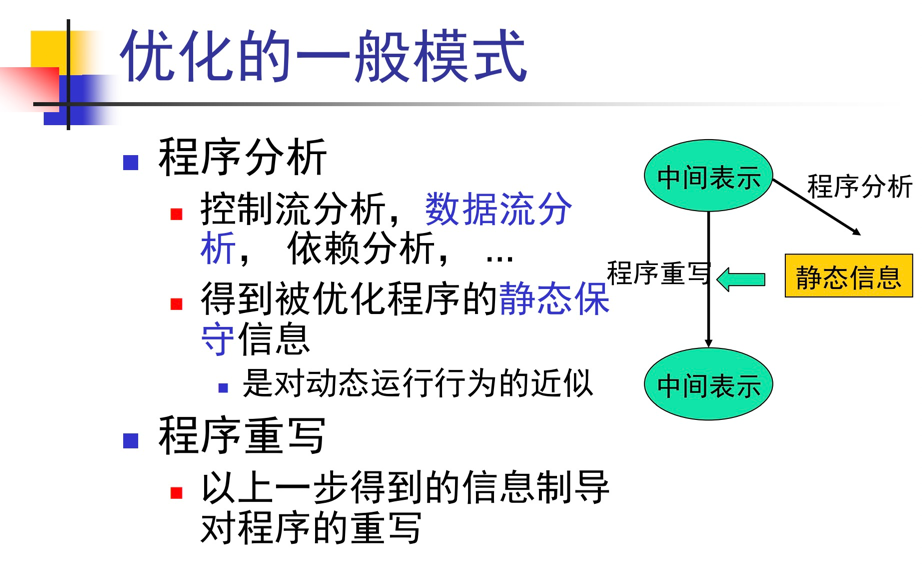 优化的一般模式
程序分析
控制流分析，数据流分
析， 依赖分析， ...
得到被优化程序的静态保
守信息
是对动态运行行为的近似
程序重写
以上一步得到的信息制导
对程序的重写
中间表示
程序分析
程序重写
静态信息
中间表示